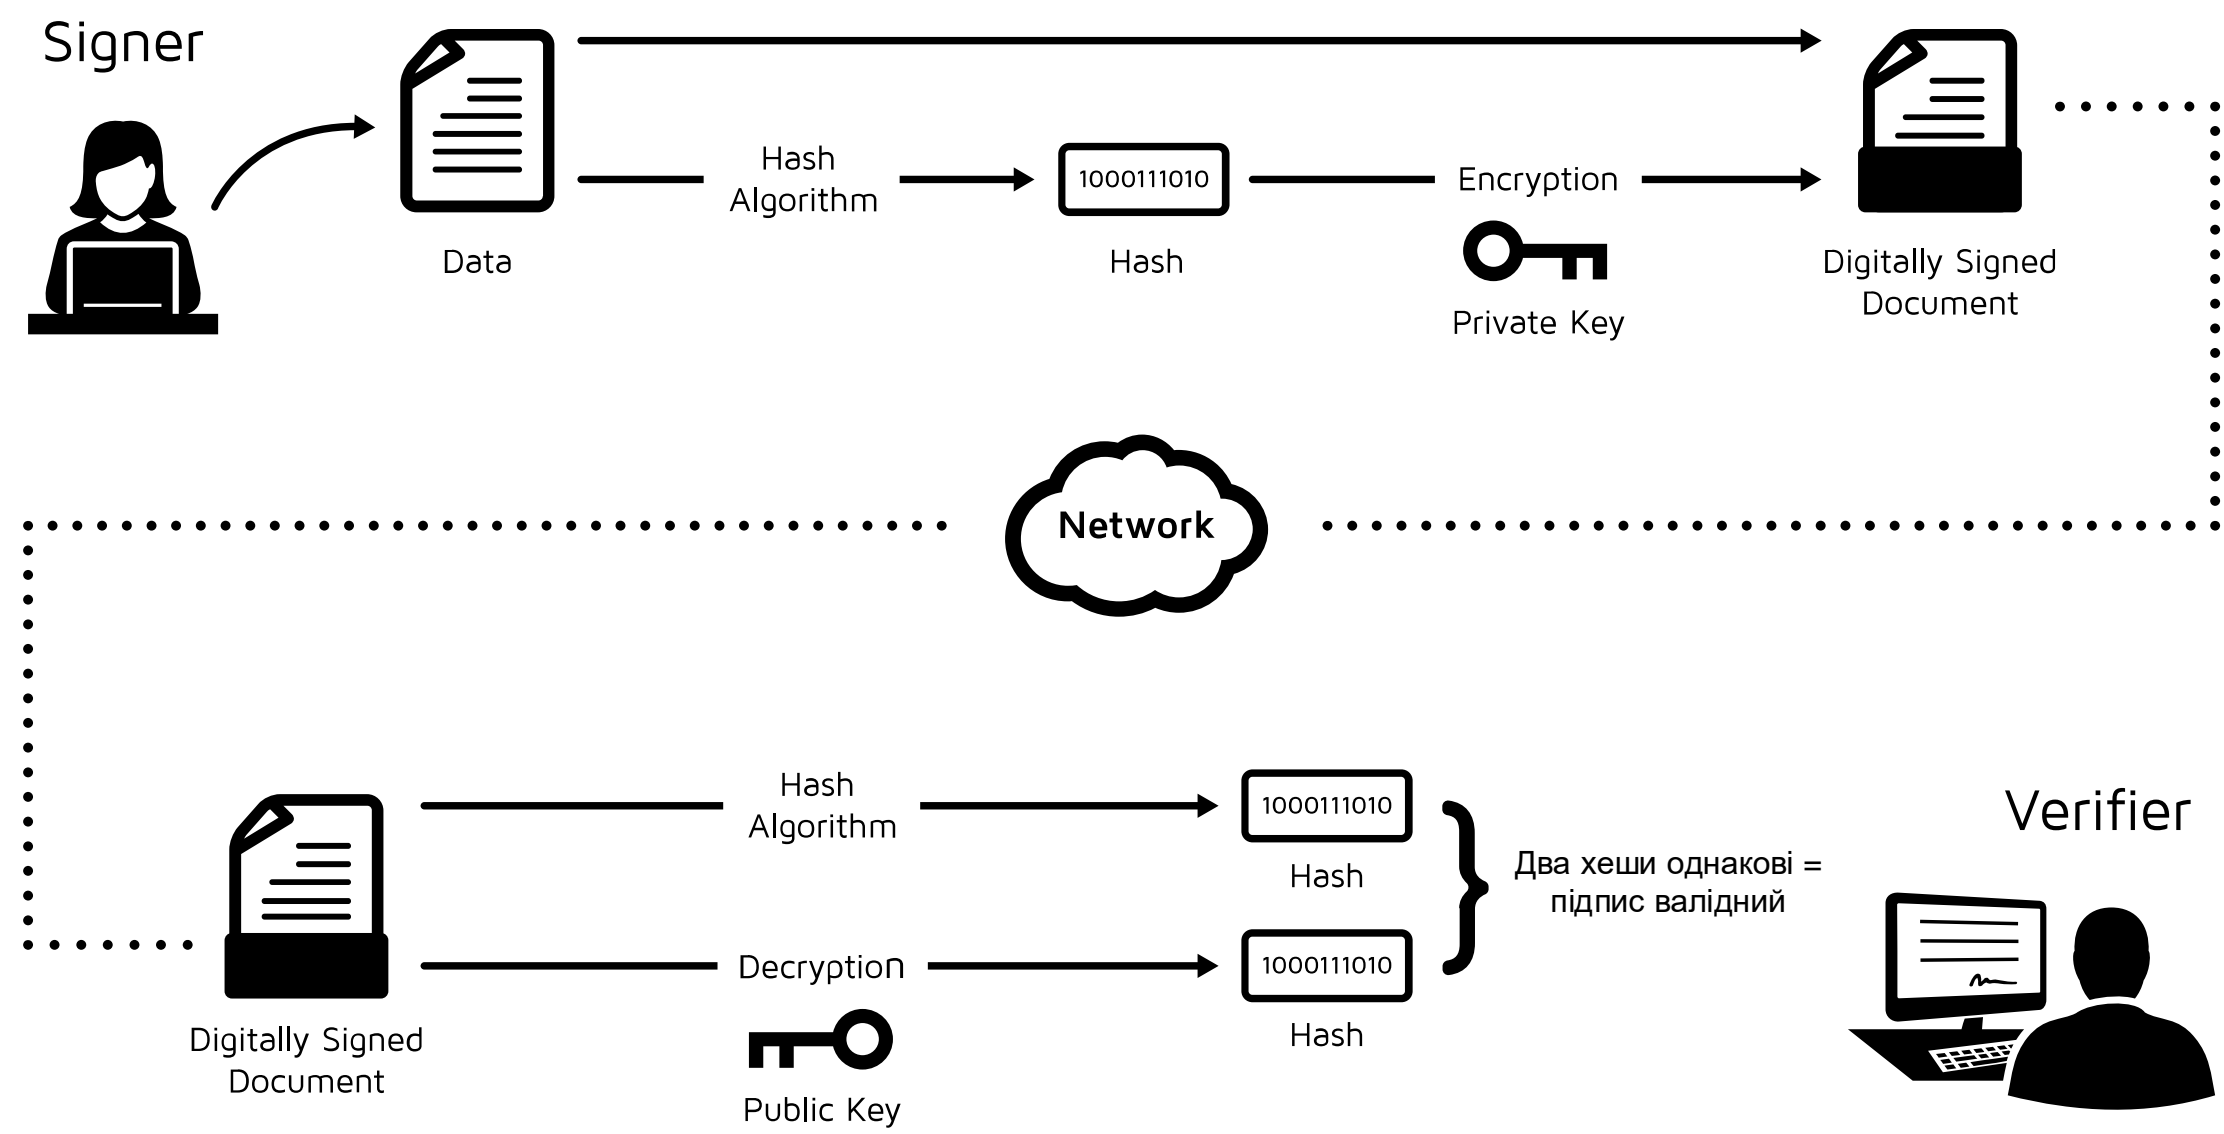 Signer
Hash
Algorithm
1000111010
Encryption
Data
Hash
Private Key
Digitally Signed
Document
Network
Hash
Algorithm
1000111010
Hash
Два хеши однакові =
підпис валідний
Verifier
Decryption
1000111010
Hash
Digitally Signed
Document
Public Key